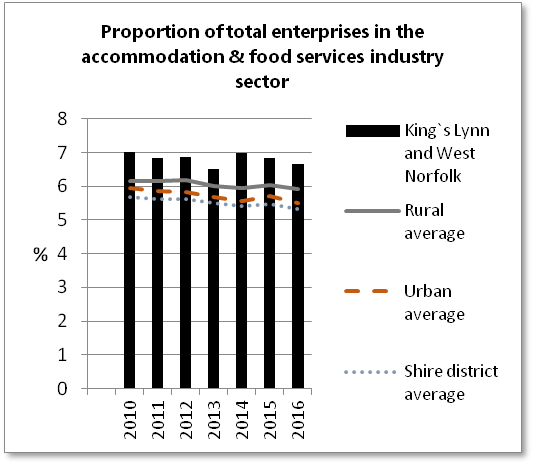 Proportion of total enterprises in the
accommodation & food services industry
sector
8
7
6
5
4
3
2
1
0
%
2010
2011
2012
2013
2014
2015
2016
King`s Lynn
and West
Norfolk
Rural
average
Urban
average
Shire district
average